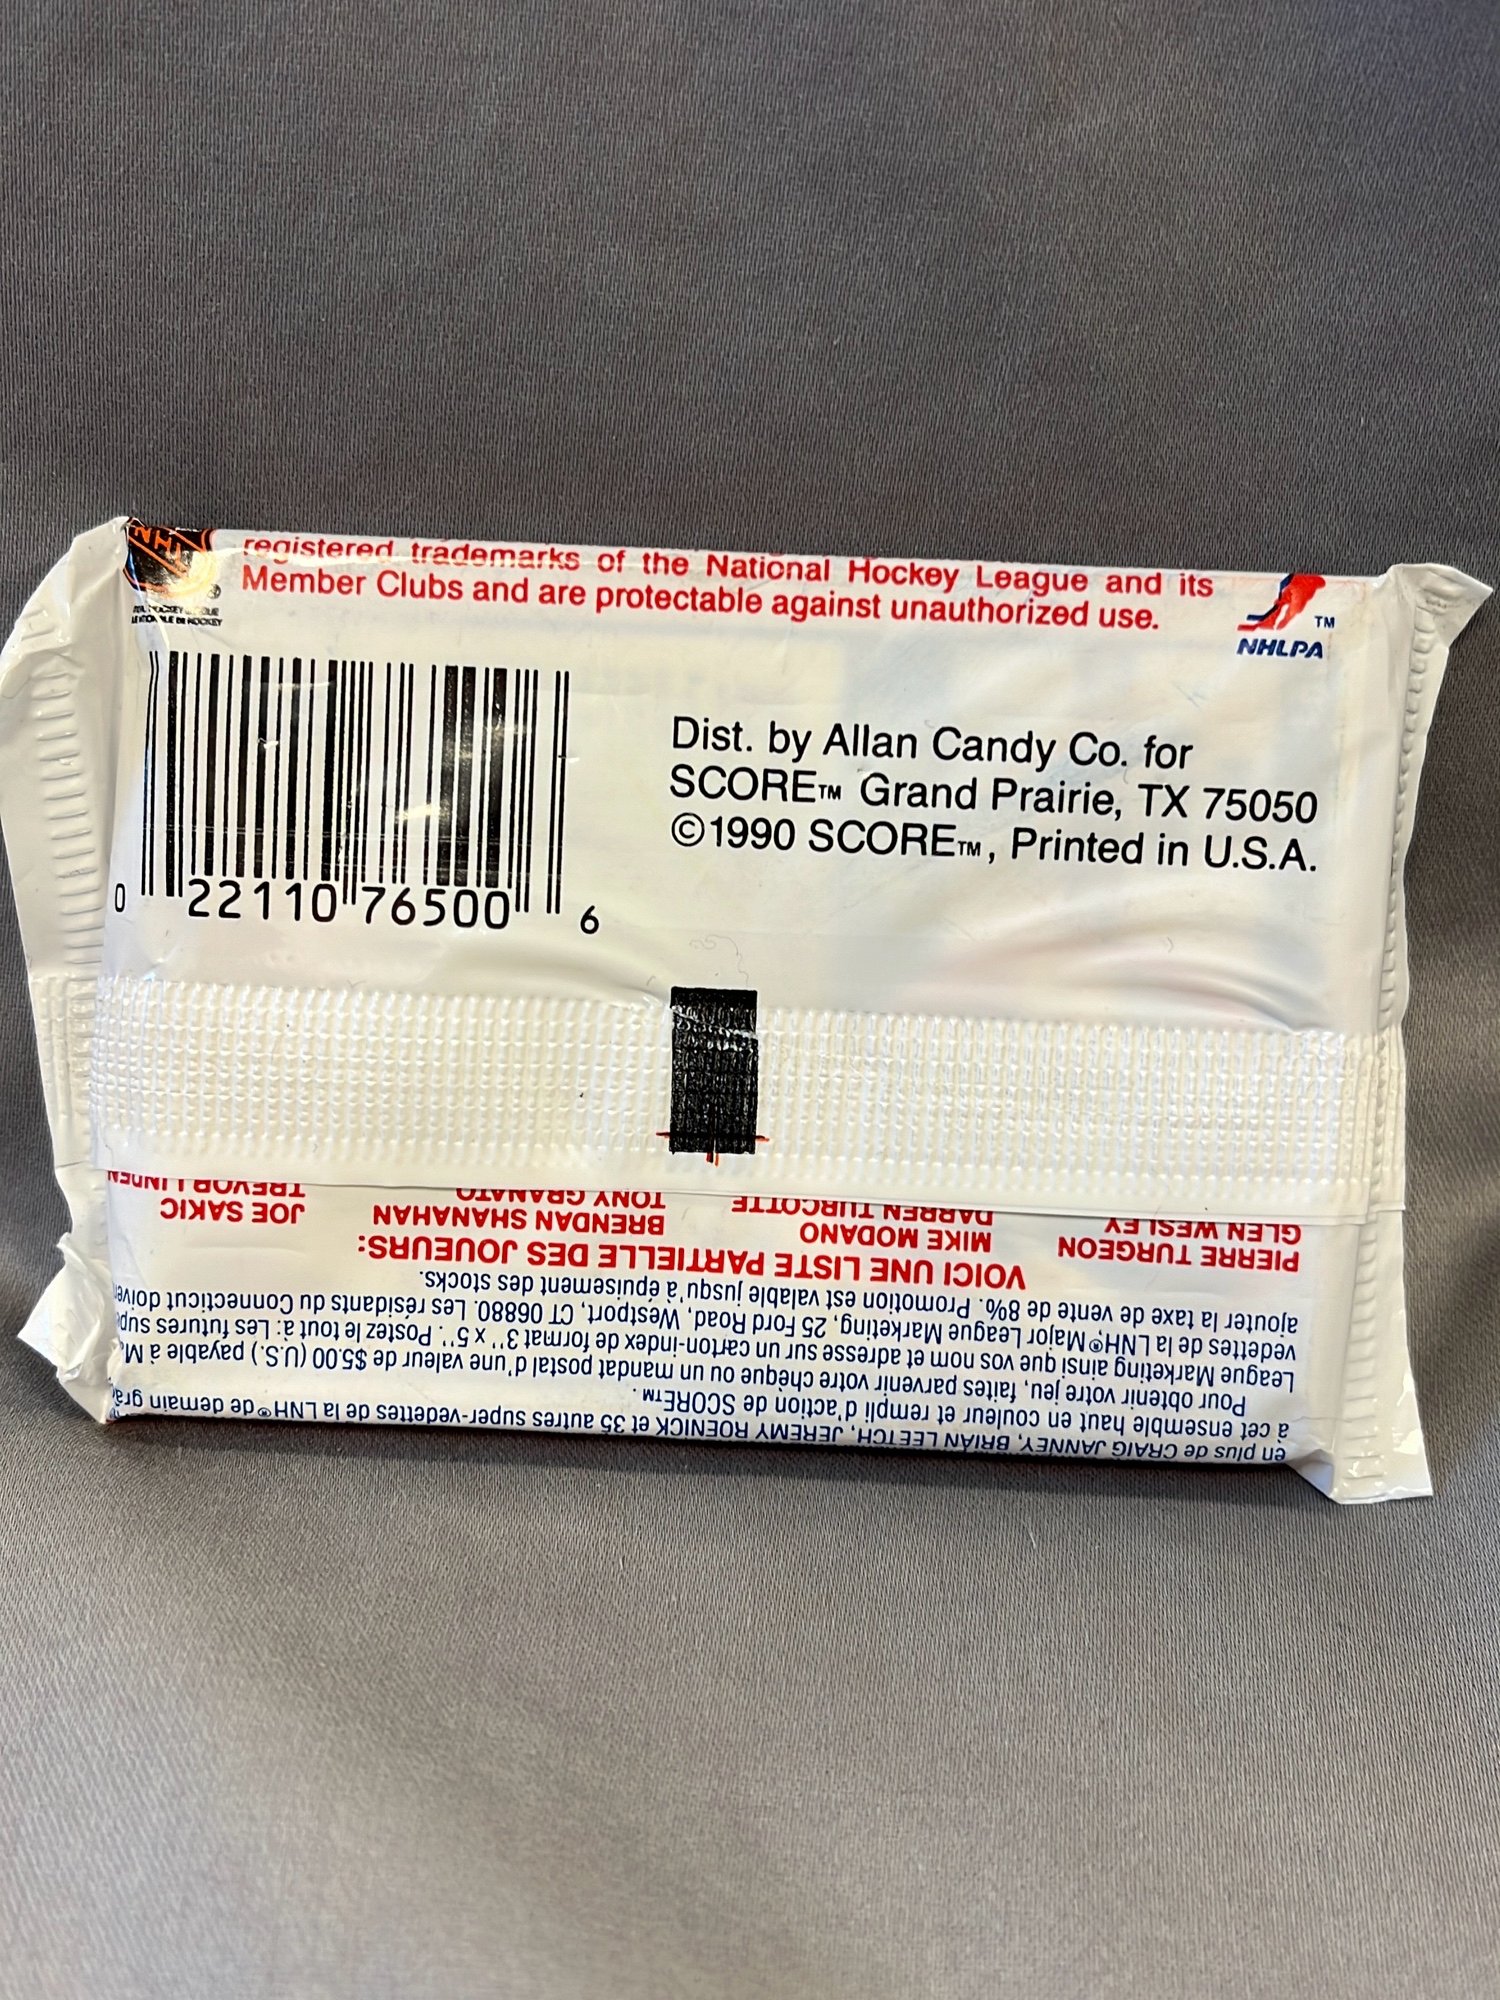 NHL
registered trademarks of the National Hockey League and its
Member Clubs and are protectable against unauthorized use.
TM
NHLPA
Dist. by Allan Candy Co. for
SCORE™ Grand Prairie, TX 75050
©1990 SCORE™, Printed in U.S.A.
0 22110 76500 6
en plus de CRAIG JANNEY, BRIAN LEETCH, JEREMY ROENICK et 35 autres super-vedettes de la LNH® de demain
à cet ensemble haut en couleur et rempli d'action de SCORE™.
Pour obtenir votre jeu, faites parvenir votre chèque ou un mandat postal d'une valeur de $5.00 (U.S.) payable à
League Marketing ainsi que vos nom et adresse sur un carton-index de format 3'' x 5''. Postez le tout à: Les futures
vedettes de la LNH®, Major League Marketing, 25 Ford Road, Westport, CT 06880. Les résidants du Connecticut
ajouter la taxe de vente de 8%. Promotion est valable jusqu'à épuisement des stocks.
VOICI UNE LISTE PARTIELLE DES JOUEURS:
PIERRE TURGEON MIKE MODANO BRENDAN SHANAHAN JOE SAKIC
GLEN WESLEY DARREN TURCOTTE TONY GRANATO TREVOR LINDEN